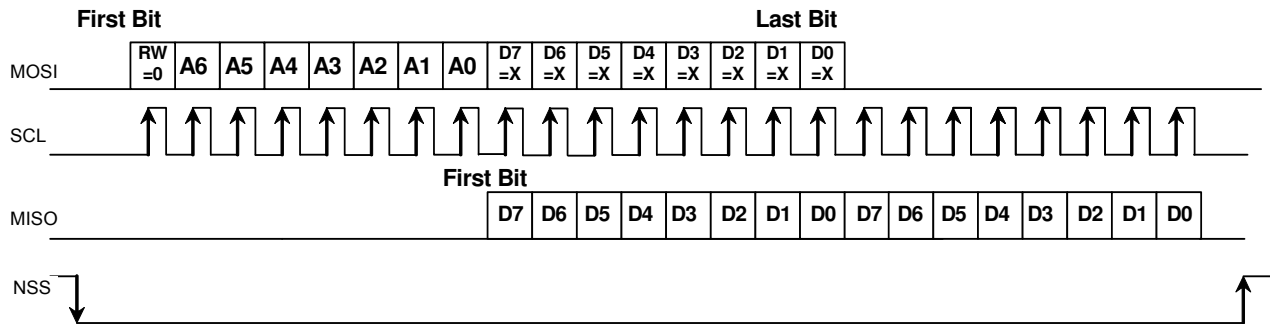 First Bit
Last Bit
MOSI
RW =0 A6 A5 A4 A3 A2 A1 A0 D7 =X D6 =X D5 =X D4 =X D3 =X D2 =X D1 =X D0 =X
SCL
First Bit
MISO
D7 D6 D5 D4 D3 D2 D1 D0 D7 D6 D5 D4 D3 D2 D1 D0
NSS